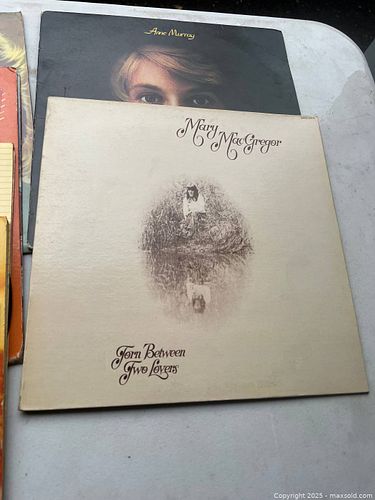 Anne Murray
Mary
MacGregor
Torn Between
Two Lovers
Copyright 2025 - maxsold.com